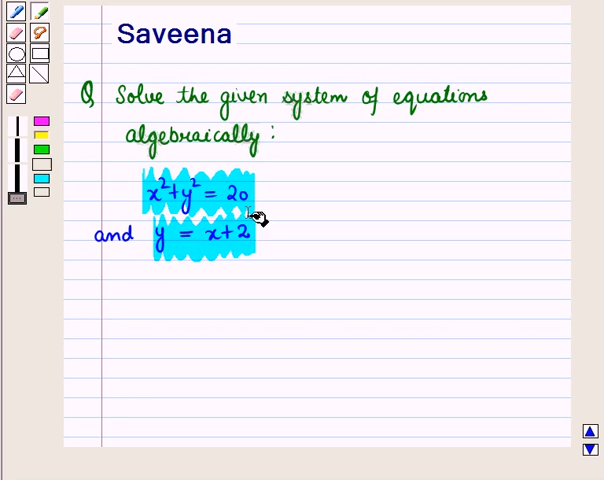 Saveena
Q Solve the given system of equations
algebraically :
x² + y² = 20
and y = x + 2